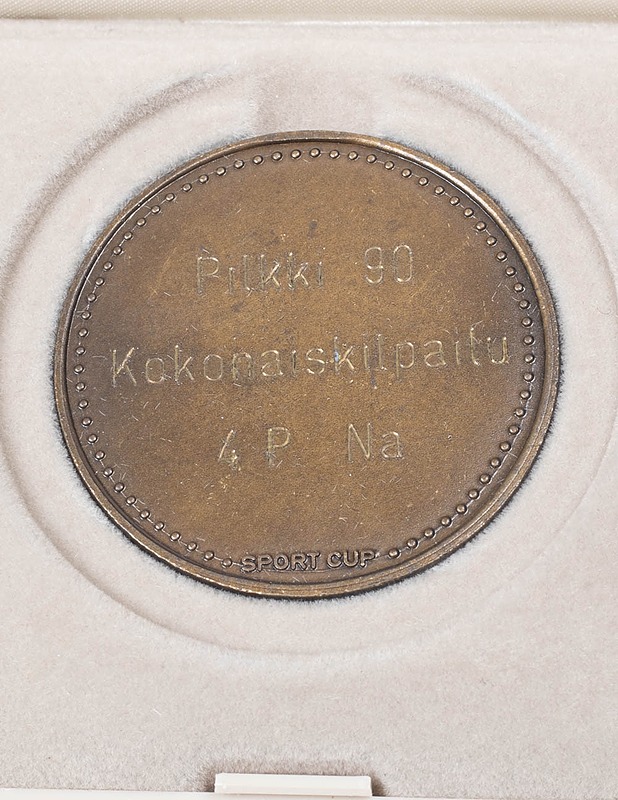 Pilkki 90
Kokonaiskilpailu
4 P Na
SPORT CUP